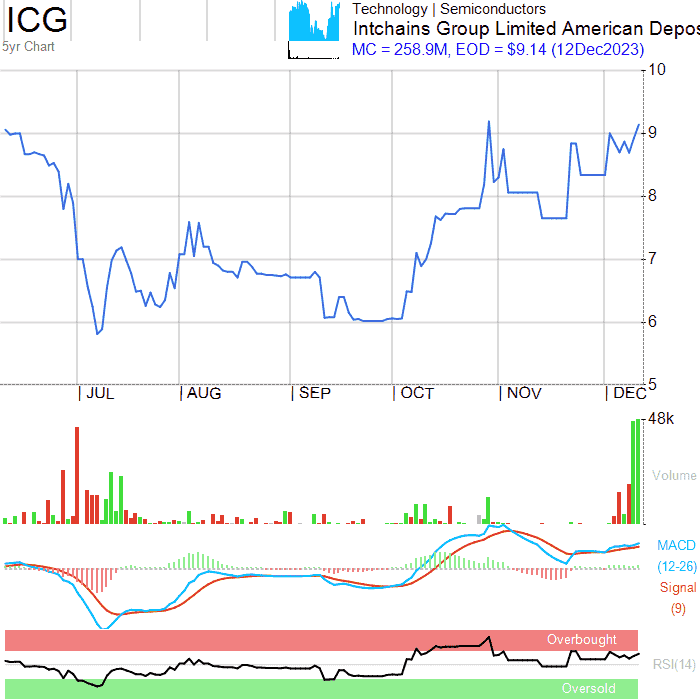 ICG
5yr Chart
Technology | Semiconductors
Intchains Group Limited American Depos
MC = 258.9M, EOD = $9.14 (12Dec2023)
10
9
8
7
6
5
| JUL | AUG | SEP | OCT | NOV | DEC
48k
Volume
MACD
(12-26)
Signal
(9)
Overbought
RSI(14)
Oversold